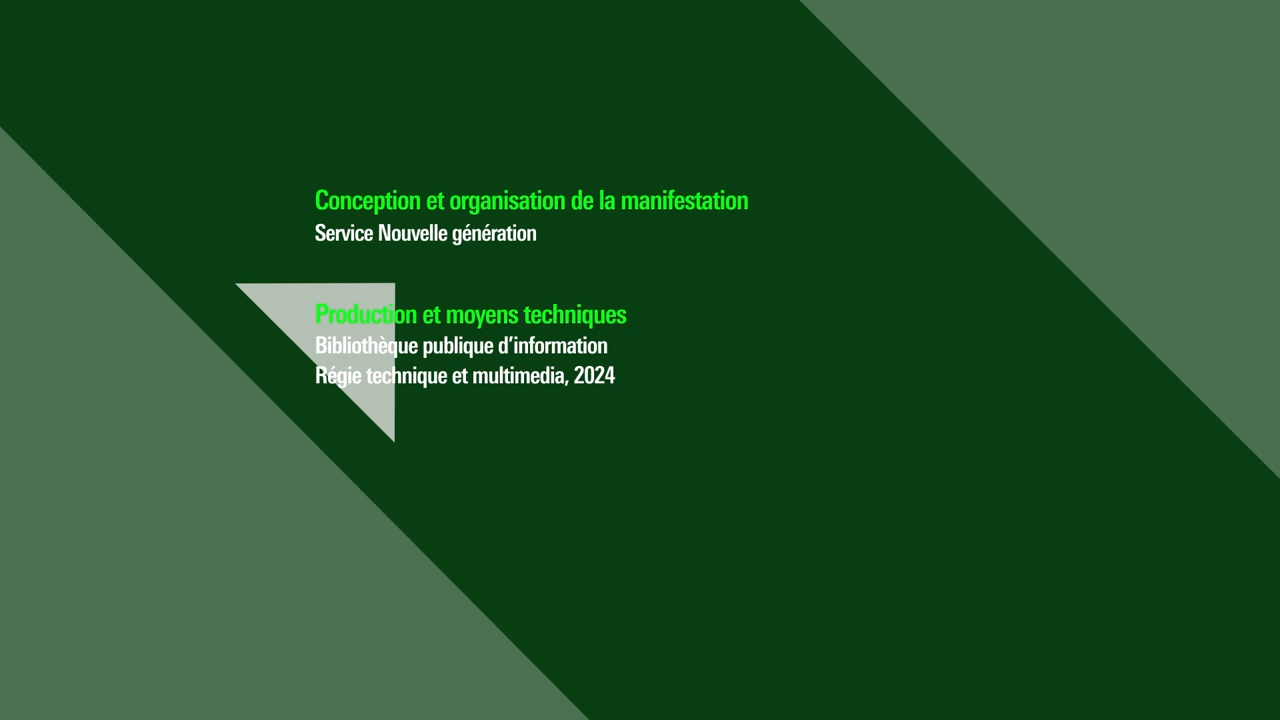 Conception et organisation de la manifestation
Service Nouvelle génération
Production et moyens techniques
Bibliothèque publique d’information
Régie technique et multimedia, 2024